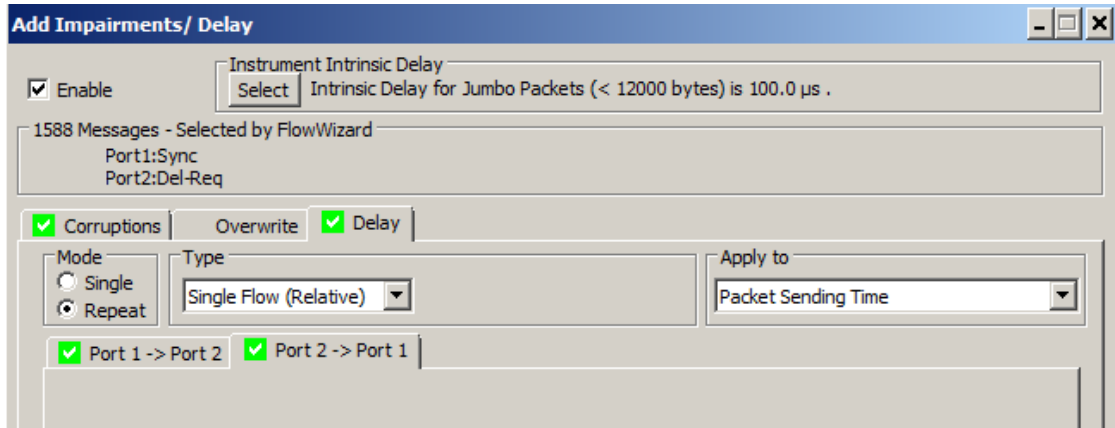 Add Impairments/ Delay
Enable
Instrument Intrinsic Delay
Select Intrinsic Delay for Jumbo Packets (< 12000 bytes) is 100.0 µs .
1588 Messages - Selected by FlowWizard
Port1:Sync
Port2:Del-Req
Corruptions Overwrite Delay
Mode Type Apply to
Single
Repeat
Single Flow (Relative) Packet Sending Time
Port 1 -> Port 2 Port 2 -> Port 1